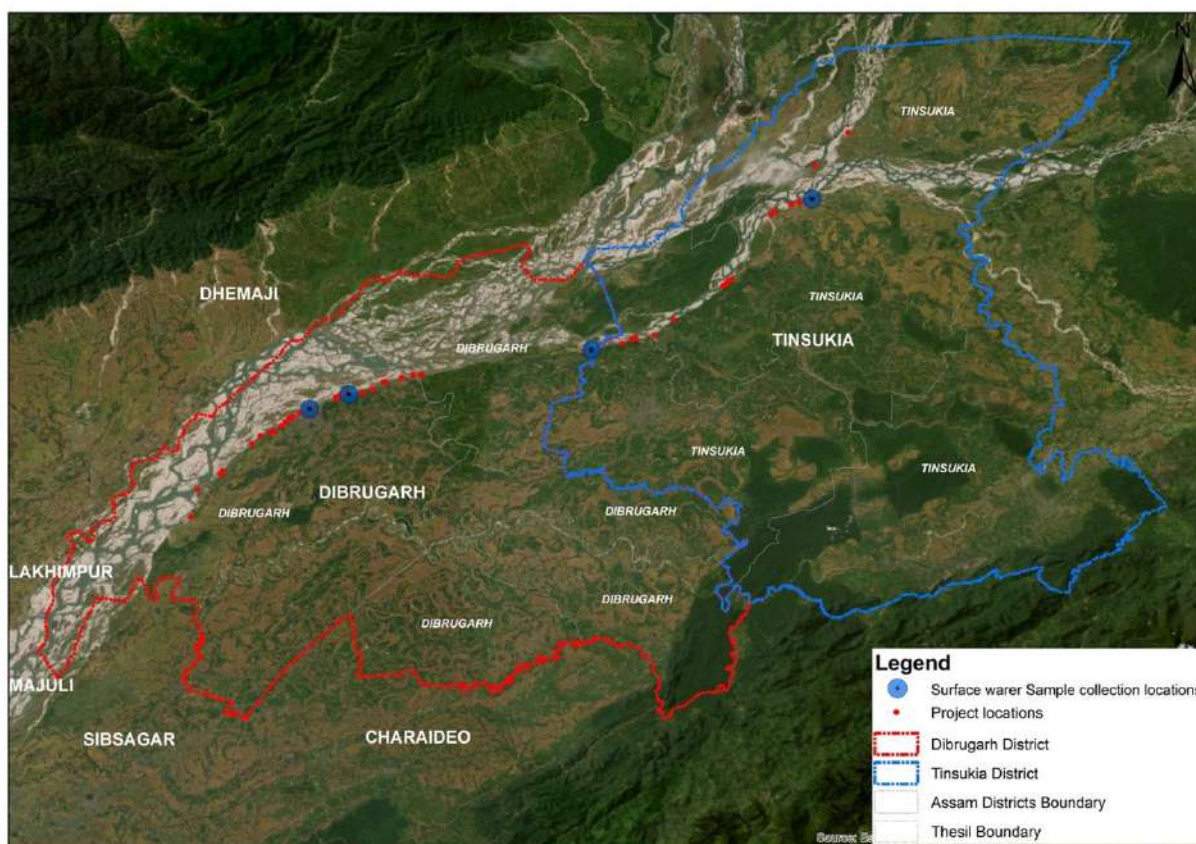 N
TINSUKIA
DHEMAJI
TINSUKIA
DIBRUGARH
TINSUKIA
TINSUKIA
TINSUKIA
DIBRUGARH
DIBRUGARH
DIBRUGARH
LAKHIMPUR
DIBRUGARH
DIBRUGARH
MAJULI
SIBSAGAR
CHARAIDEO
Legend
Surface warer Sample collection locations
Project locations
Dibrugarh District
Tinsukia District
Assam Districts Boundary
Thesil Boundary
Source: